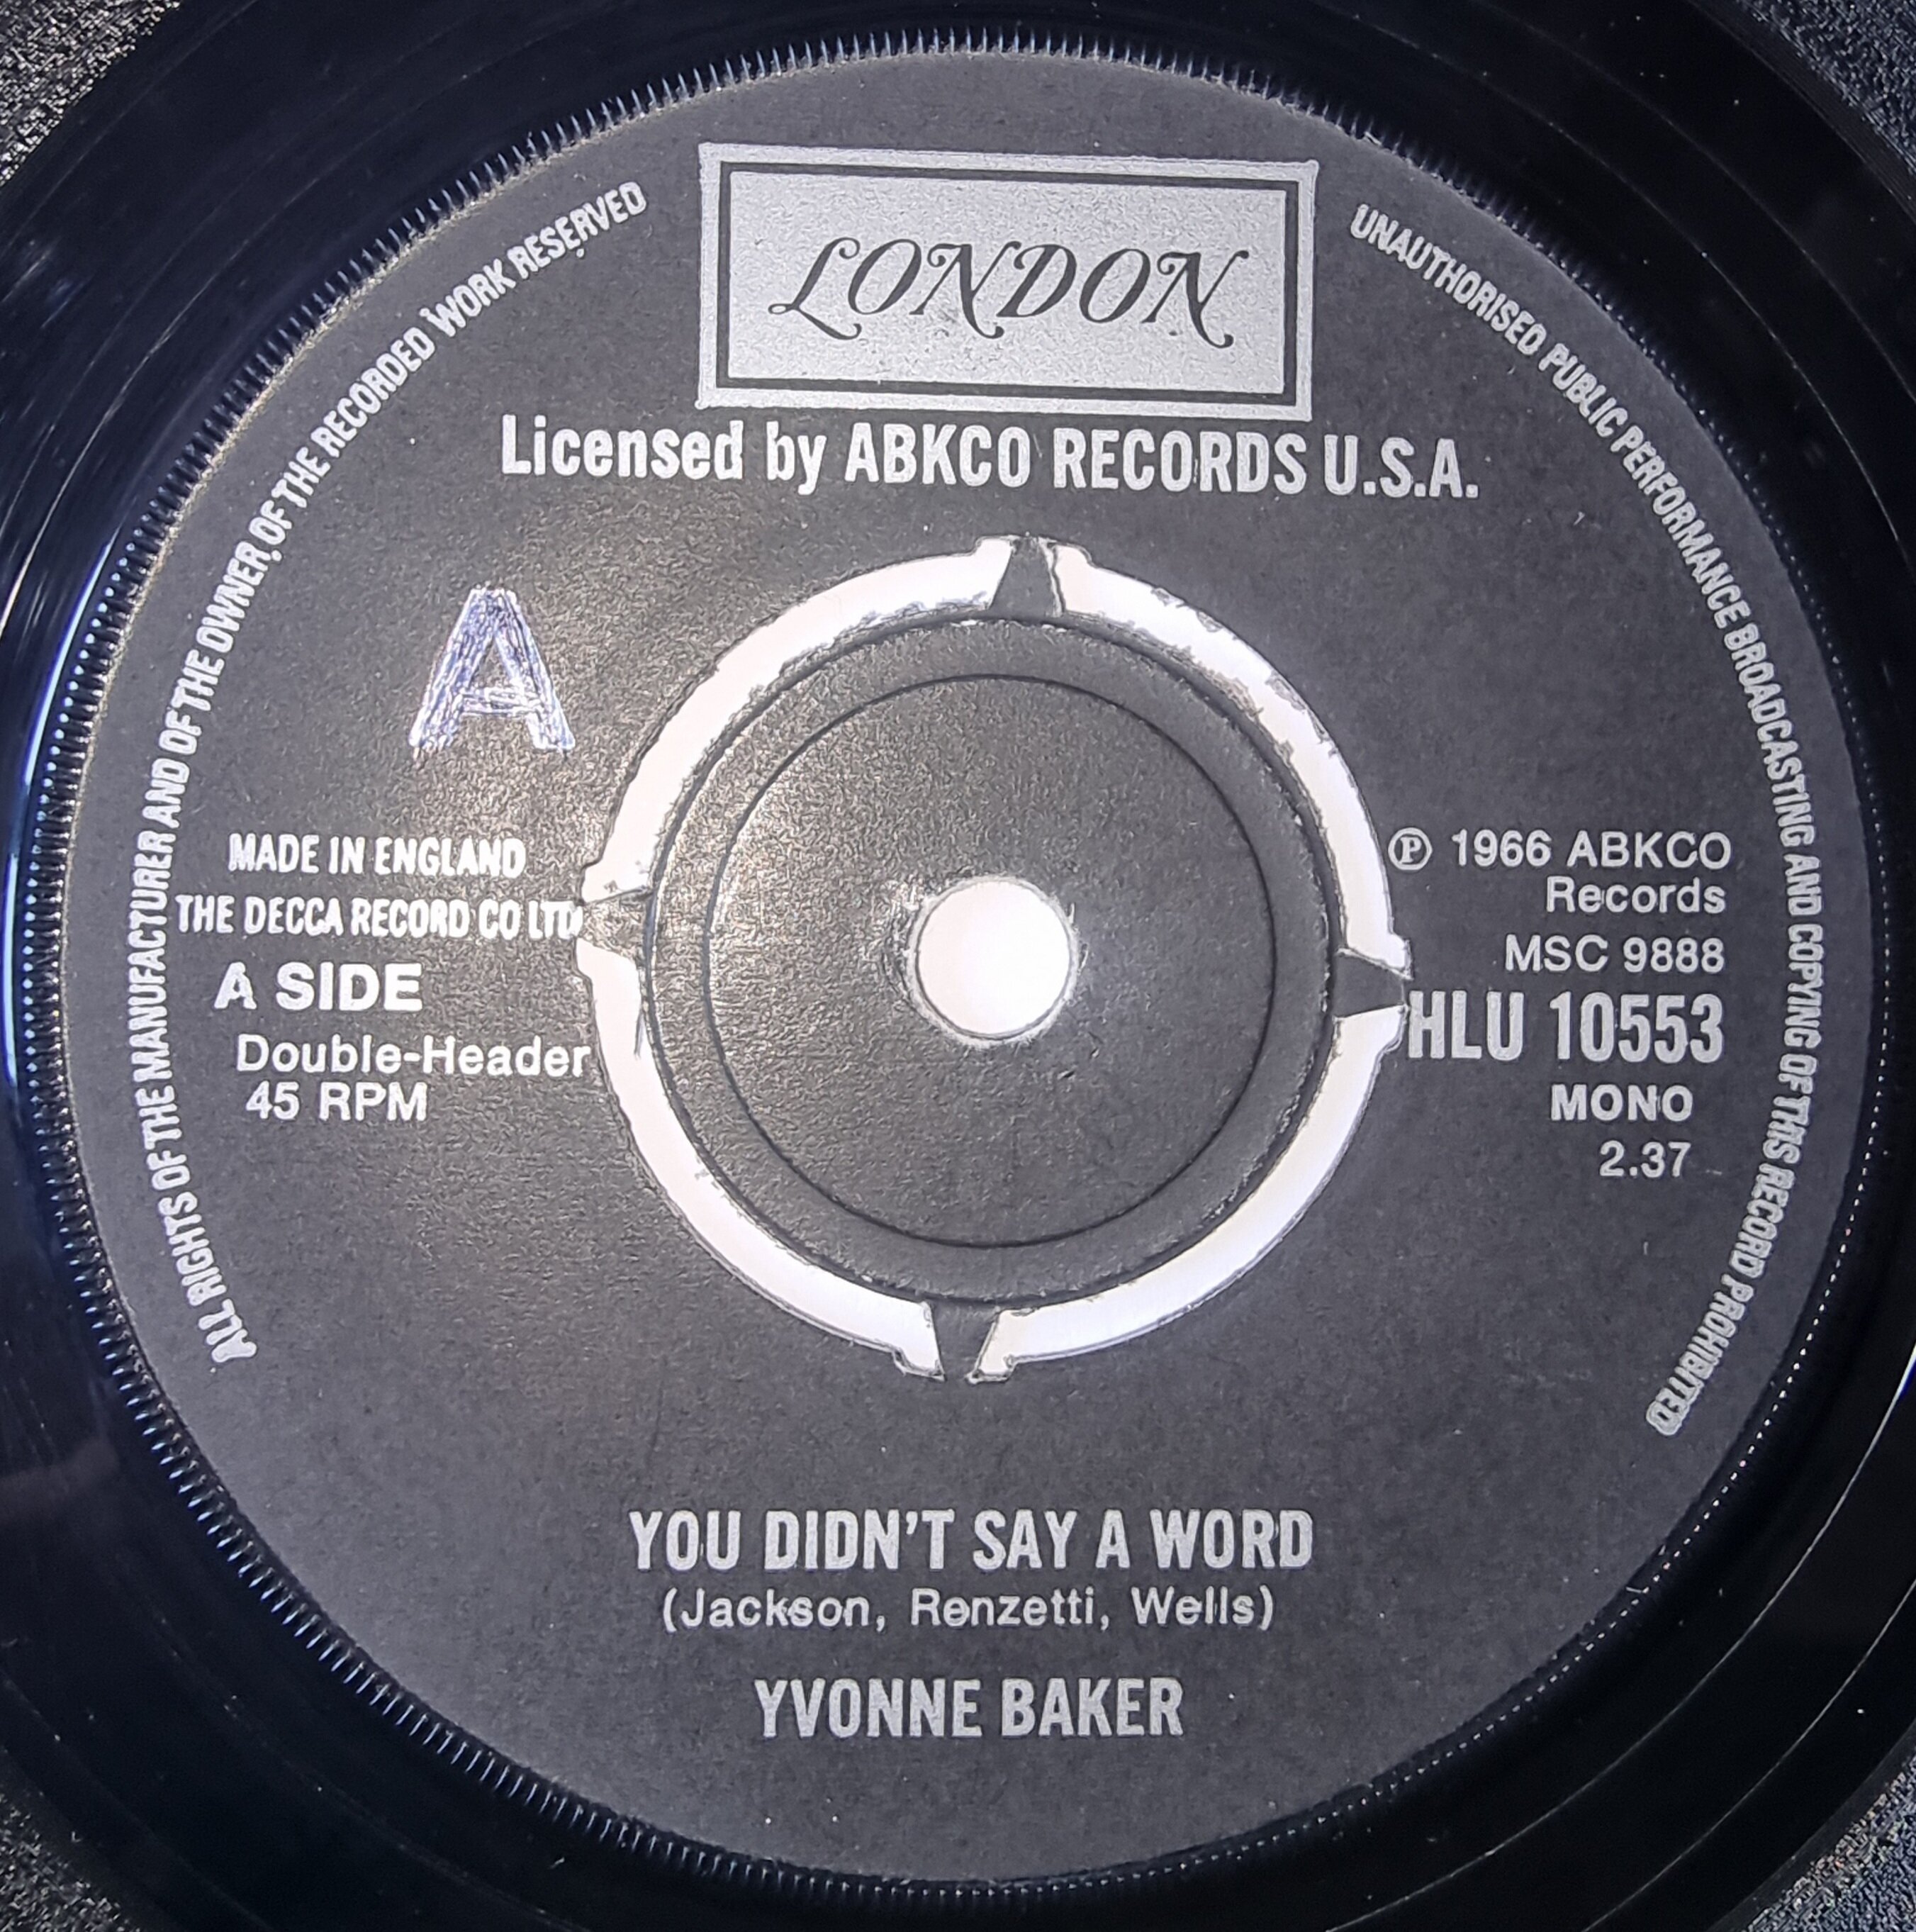 ALL RIGHTS OF THE MANUFACTURER AND OF THE OWNER OF THE RECORDED WORK RESERVED
UNAUTHORISED PUBLIC PERFORMANCE BROADCASTING AND COPYING OF THIS RECORD PROHIBITED
LONDON
Licensed by ABKCO RECORDS U.S.A.
A
MADE IN ENGLAND
THE DECCA RECORD CO LTD
A SIDE
Double-Header
45 RPM
℗ 1966 ABKCO
Records
MSC 9888
HLU 10553
MONO
2.37
YOU DIDN'T SAY A WORD
(Jackson, Renzetti, Wells)
YVONNE BAKER